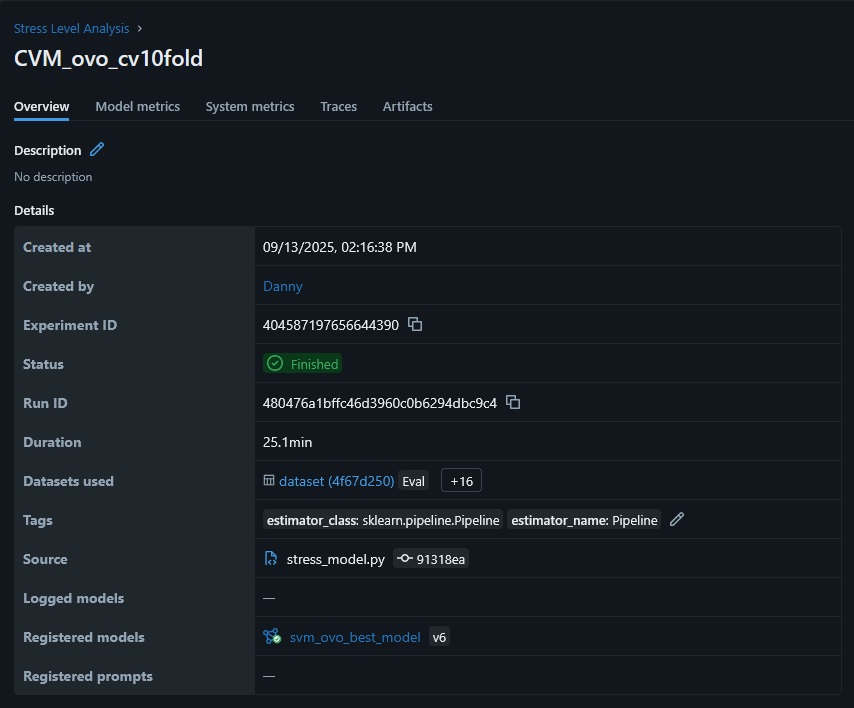 Stress Level Analysis >
CVM_ovo_cv10fold
Overview Model metrics System metrics Traces Artifacts
Description
No description
Details
Created at 09/13/2025, 02:16:38 PM
Created by Danny
Experiment ID 404587197656644390
Status Finished
Run ID 480476a1bffc46d3960c0b6294dbc9c4
Duration 25.1min
Datasets used dataset (4f67d250) Eval +16
Tags estimator_class: sklearn.pipeline.Pipeline estimator_name: Pipeline
Source stress_model.py 91318ea
Logged models —
Registered models svm_ovo_best_model v6
Registered prompts —